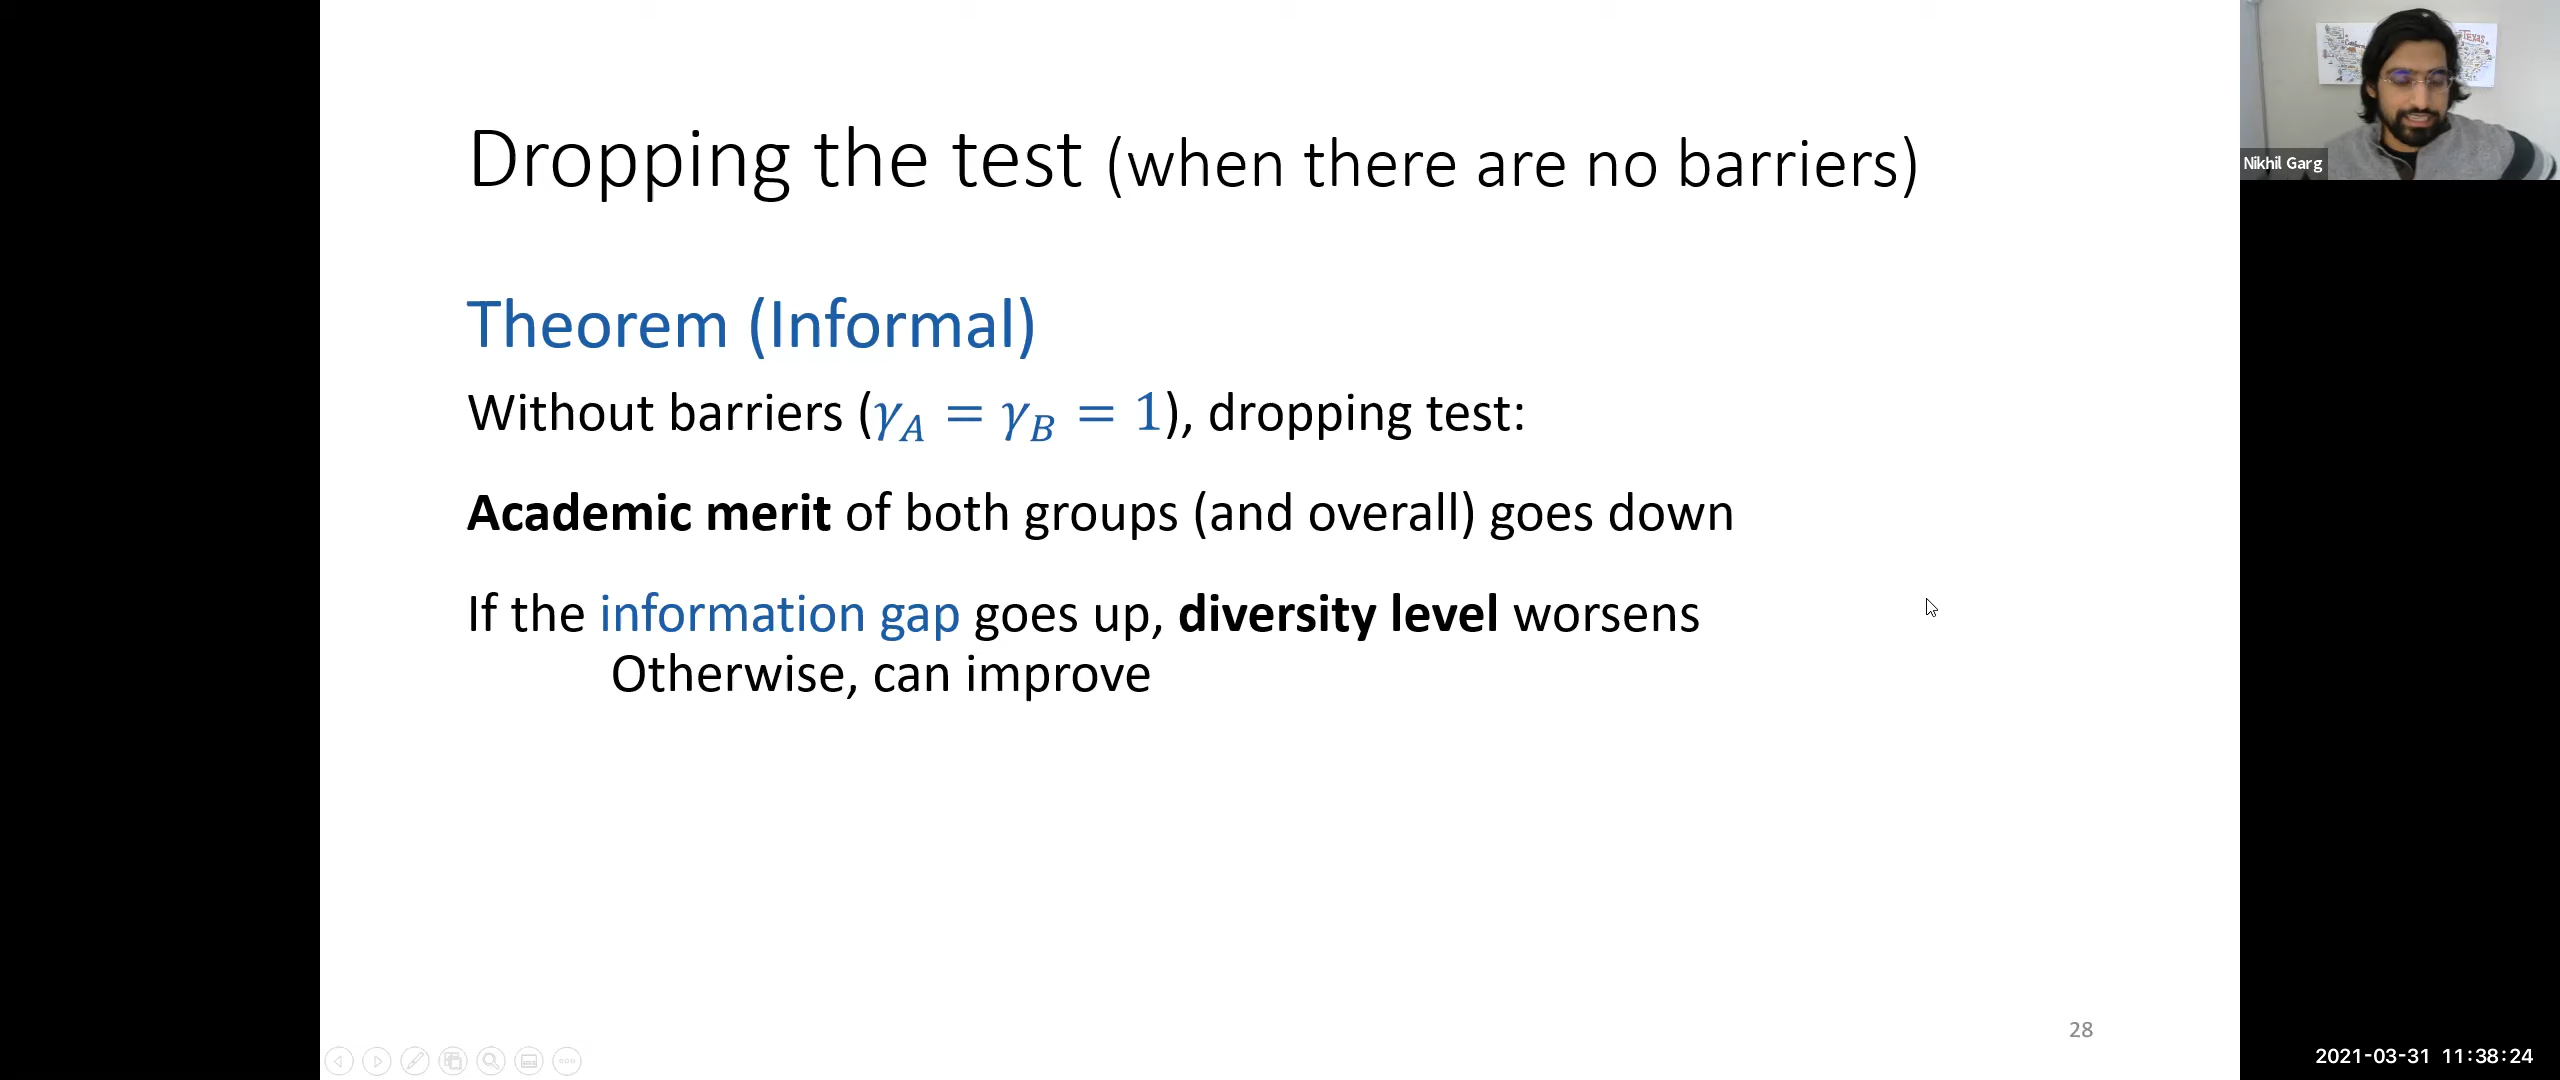 Dropping the test (when there are no barriers)
Theorem (Informal)
Without barriers (γ_A = γ_B = 1), dropping test:
Academic merit of both groups (and overall) goes down
If the information gap goes up, diversity level worsens
Otherwise, can improve
28
Texas
Nikhil Garg
2021-03-31 11:38:24